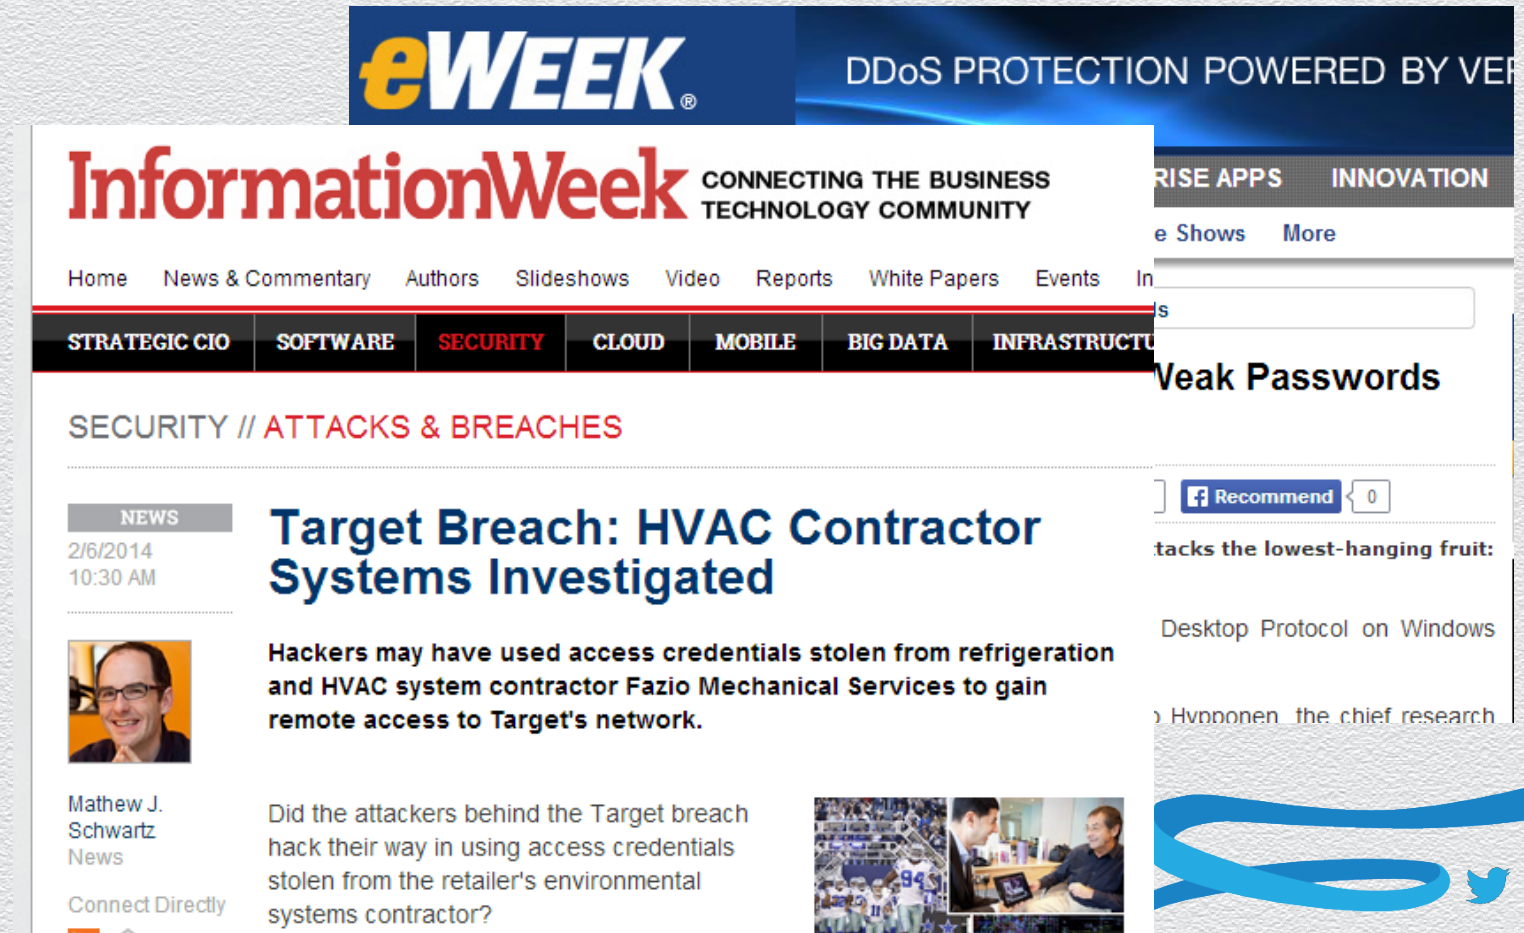 eWEEK®
DDoS PROTECTION POWERED BY
InformationWeek CONNECTING THE BUSINESS
TECHNOLOGY COMMUNITY
APPS INNOVATION
Shows More
Home News & Commentary Authors Slideshows Video Reports White Papers Events
STRATEGIC CIO SOFTWARE SECURITY CLOUD MOBILE BIG DATA
Passwords
SECURITY // ATTACKS & BREACHES
Recommend 0
NEWS
2/6/2014
10:30 AM
Target Breach: HVAC Contractor
Systems Investigated
the lowest-hanging fruit:
Desktop Protocol on Windows
Hypponen, the chief research
Hackers may have used access credentials stolen from refrigeration
and HVAC system contractor Fazio Mechanical Services to gain
remote access to Target's network.
Mathew J.
Schwartz
News
Connect Directly
Did the attackers behind the Target breach
hack their way in using access credentials
stolen from the retailer's environmental
systems contractor?
94
11